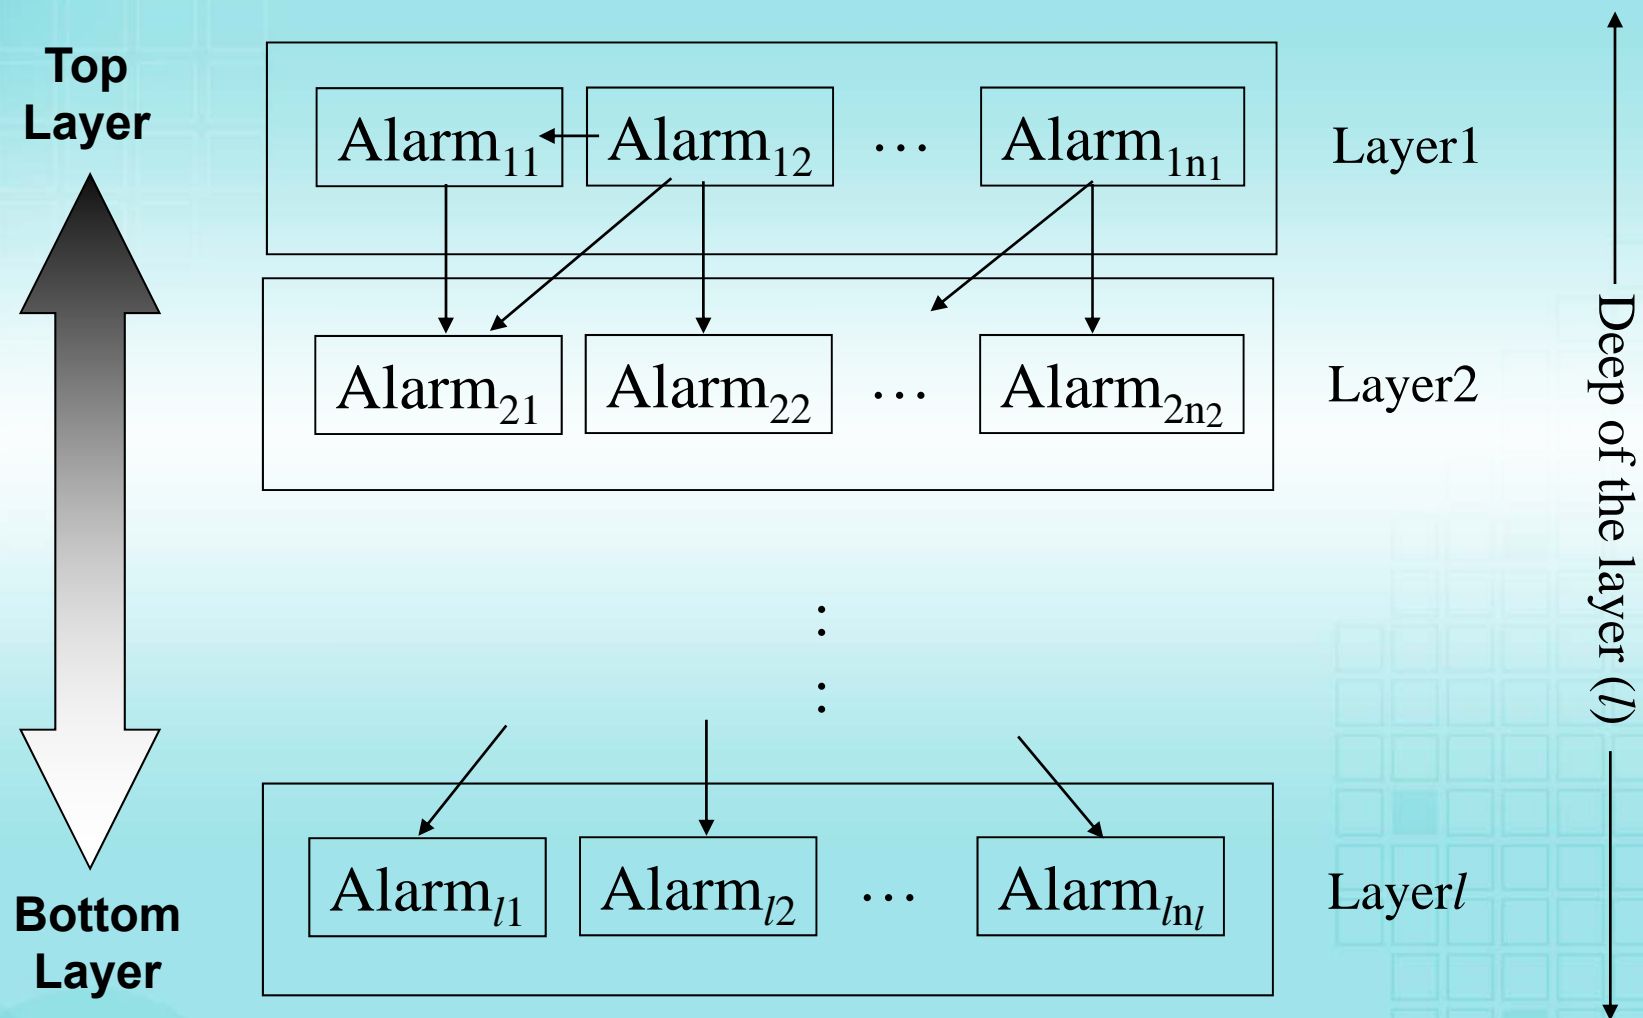 Top
Layer
Alarm₁₁ Alarm₁₂ … Alarm₁ₙ₁ Layer1
Alarm₂₁ Alarm₂₂ … Alarm₂ₙ₂ Layer2
⋮
Alarmₗ₁ Alarmₗ₂ … Alarmₗₙₗ Layerl
Bottom
Layer
Deep of the layer (l)